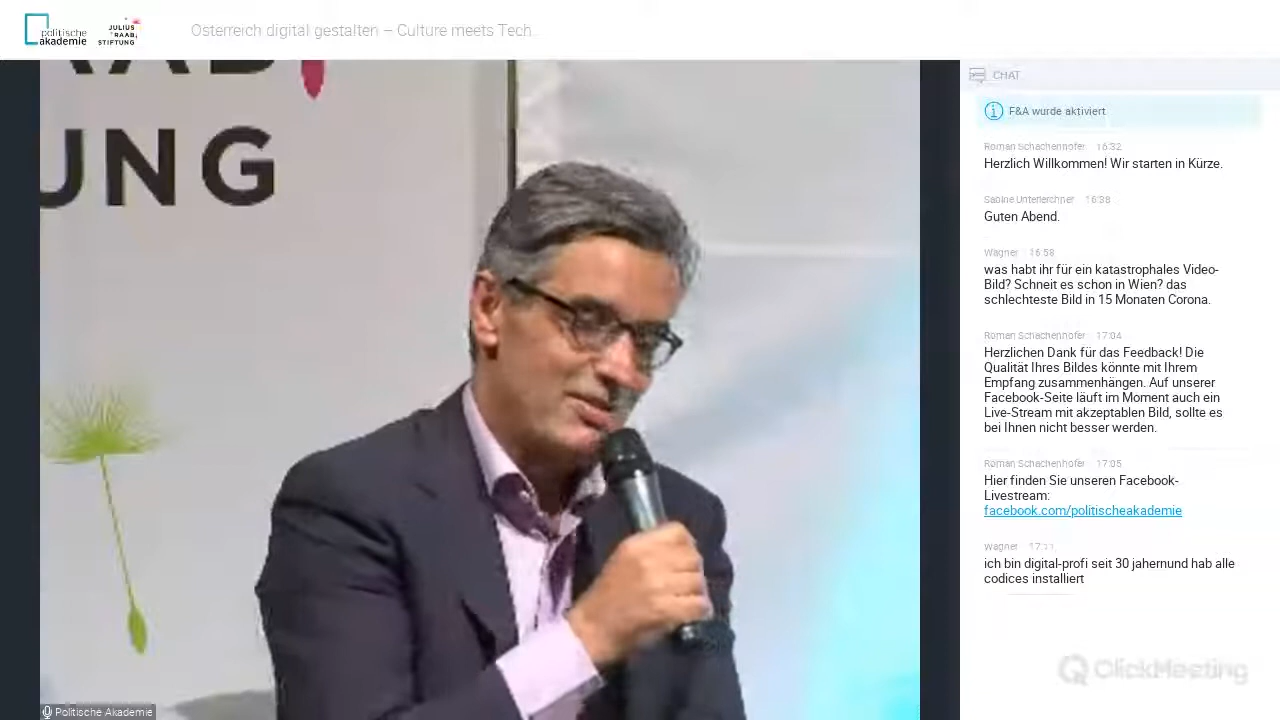 politische
akademie
JULIUS
RAAB
STIFTUNG
Österreich digital gestalten – Culture meets Tech.
UNG
Politische Akademie
CHAT
F&A wurde aktiviert
Roman Schachenhofer 16:32
Herzlich Willkommen! Wir starten in Kürze.
Sabine Unterlerchner 16:38
Guten Abend.
Wagner 16:58
was habt ihr für ein katastrophales Video-
Bild? Schneit es schon in Wien? das
schlechteste Bild in 15 Monaten Corona.
Roman Schachenhofer 17:04
Herzlichen Dank für das Feedback! Die
Qualität Ihres Bildes könnte mit Ihrem
Empfang zusammenhängen. Auf unserer
Facebook-Seite läuft im Moment auch ein
Live-Stream mit akzeptablen Bild, sollte es
bei Ihnen nicht besser werden.
Roman Schachenhofer 17:05
Hier finden Sie unseren Facebook-
Livestream:
facebook.com/politischeakademie
Wagner 17:11
ich bin digital-profi seit 30 jahernund hab alle
codices installiert
ClickMeeting